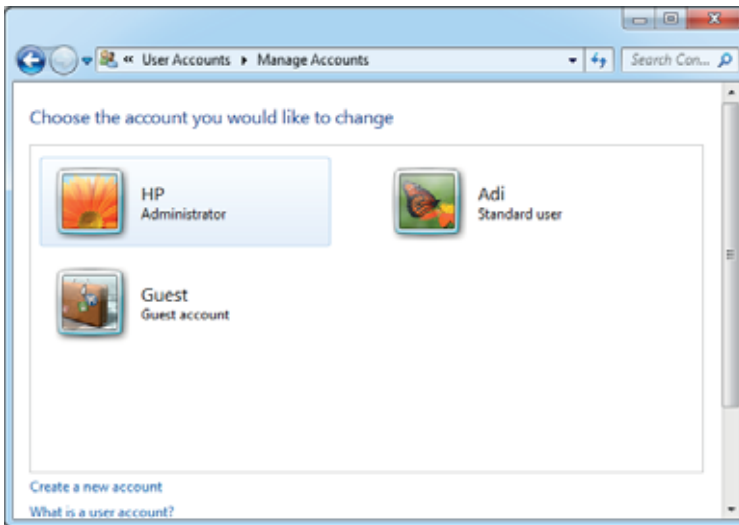 « User Accounts ▸ Manage Accounts
Search Con...
Choose the account you would like to change
HP
Administrator
Adi
Standard user
Guest
Guest account
Create a new account
What is a user account?